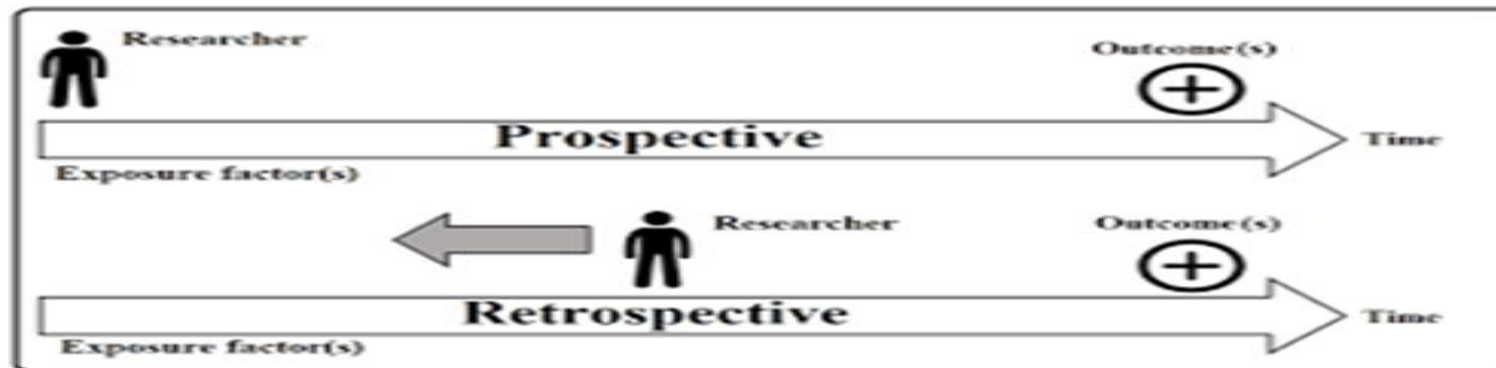 Researcher
Outcome(s)
Prospective
Time
Exposure factor(s)
Researcher
Outcome(s)
Retrospective
Time
Exposure factor(s)